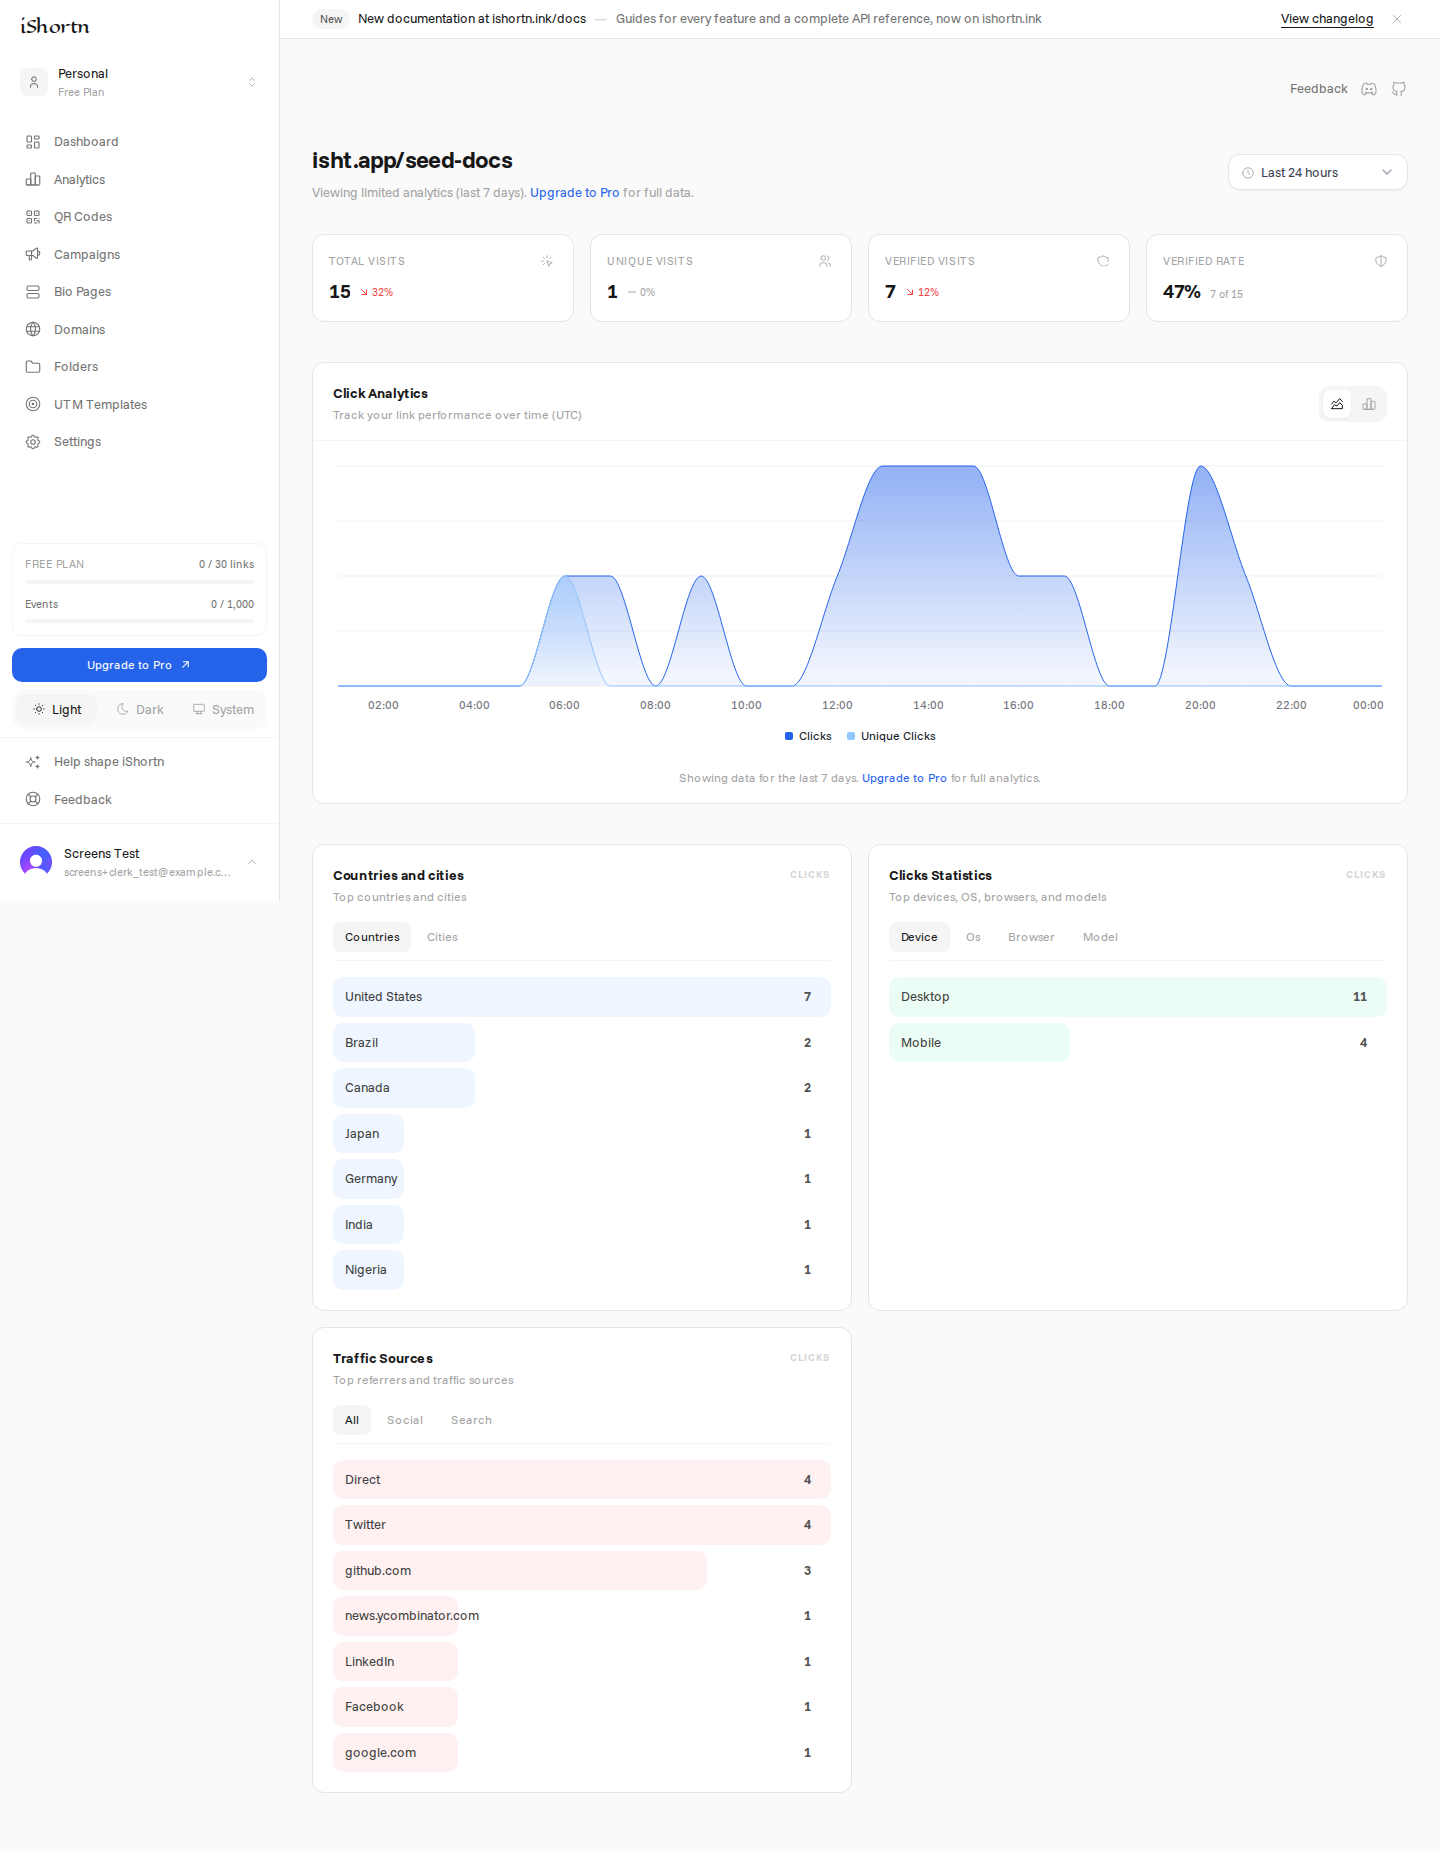 iShortn
Personal
Free Plan
Dashboard
Analytics
QR Codes
Campaigns
Bio Pages
Domains
Folders
UTM Templates
Settings
FREE PLAN 0 / 30 links
Events 0 / 1,000
Upgrade to Pro
Light Dark System
Help shape iShortn
Feedback
Screens Test
screens+clerk_test@example.c...
New New documentation at ishortn.ink/docs — Guides for every feature and a complete API reference, now on ishortn.ink View changelog
Feedback
isht.app/seed-docs
Viewing limited analytics (last 7 days). Upgrade to Pro for full data.
Last 24 hours
TOTAL VISITS
15 32%
UNIQUE VISITS
1 0%
VERIFIED VISITS
7 12%
VERIFIED RATE
47% 7 of 15
Click Analytics
Track your link performance over time (UTC)
02:00 04:00 06:00 08:00 10:00 12:00 14:00 16:00 18:00 20:00 22:00 00:00
Clicks Unique Clicks
Showing data for the last 7 days. Upgrade to Pro for full analytics.
Countries and cities CLICKS
Top countries and cities
Countries Cities
United States 7
Brazil 2
Canada 2
Japan 1
Germany 1
India 1
Nigeria 1
Clicks Statistics CLICKS
Top devices, OS, browsers, and models
Device Os Browser Model
Desktop 11
Mobile 4
Traffic Sources CLICKS
Top referrers and traffic sources
All Social Search
Direct 4
Twitter 4
github.com 3
news.ycombinator.com 1
LinkedIn 1
Facebook 1
google.com 1